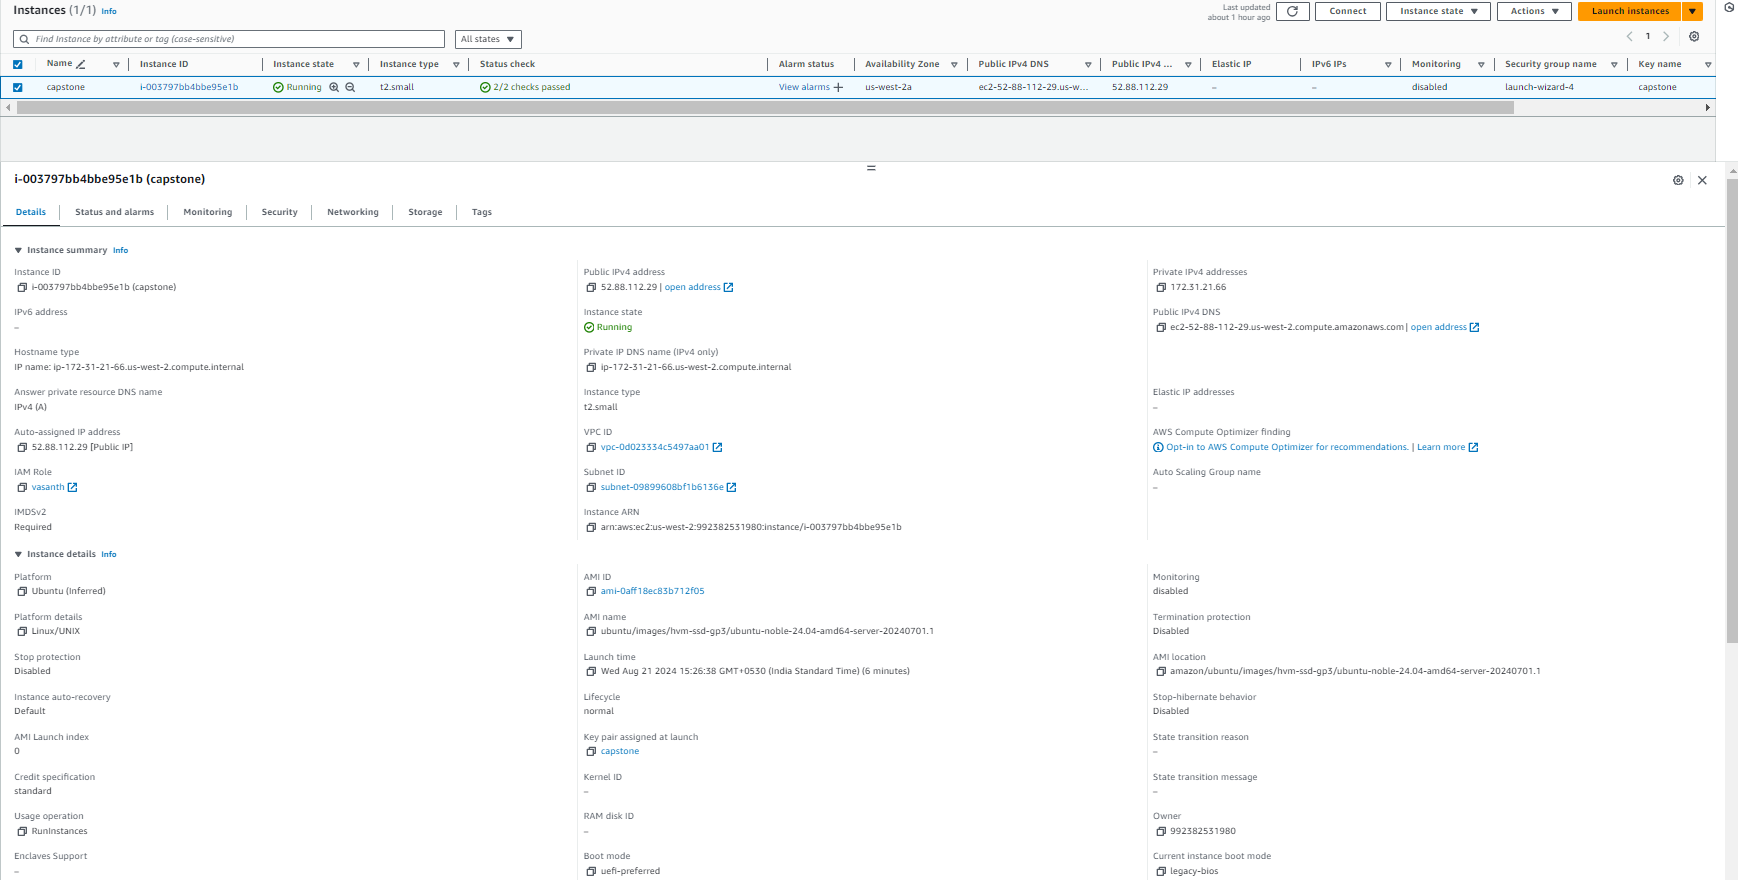 Instances (1/1) Info
Last updated
about 1 hour ago
Connect
Instance state
Actions
Launch instances
Find Instance by attribute or tag (case-sensitive)
All states
1
Name Instance ID Instance state Instance type Status check Alarm status Availability Zone Public IPv4 DNS Public IPv4 ... Elastic IP IPv6 IPs Monitoring Security group name Key name
capstone i-003797bb4bbe95e1b Running t2.small 2/2 checks passed View alarms + us-west-2a ec2-52-88-112-29.us-w... 52.88.112.29 – – disabled launch-wizard-4 capstone
i-003797bb4bbe95e1b (capstone)
Details Status and alarms Monitoring Security Networking Storage Tags
Instance summary Info
Instance ID
i-003797bb4bbe95e1b (capstone)
Public IPv4 address
52.88.112.29 | open address
Private IPv4 addresses
172.31.21.66
IPv6 address
–
Instance state
Running
Public IPv4 DNS
ec2-52-88-112-29.us-west-2.compute.amazonaws.com | open address
Hostname type
IP name: ip-172-31-21-66.us-west-2.compute.internal
Private IP DNS name (IPv4 only)
ip-172-31-21-66.us-west-2.compute.internal
Answer private resource DNS name
IPv4 (A)
Instance type
t2.small
Elastic IP addresses
–
Auto-assigned IP address
52.88.112.29 [Public IP]
VPC ID
vpc-0d023334c5497aa01
AWS Compute Optimizer finding
Opt-in to AWS Compute Optimizer for recommendations. | Learn more
IAM Role
vasanth
Subnet ID
subnet-09899608bf1b6136e
Auto Scaling Group name
–
IMDSv2
Required
Instance ARN
arn:aws:ec2:us-west-2:992382531980:instance/i-003797bb4bbe95e1b
Instance details Info
Platform
Ubuntu (Inferred)
AMI ID
ami-0aff18ec83b712f05
Monitoring
disabled
Platform details
Linux/UNIX
AMI name
ubuntu/images/hvm-ssd-gp3/ubuntu-noble-24.04-amd64-server-20240701.1
Termination protection
Disabled
Stop protection
Disabled
Launch time
Wed Aug 21 2024 15:26:38 GMT+0530 (India Standard Time) (6 minutes)
AMI location
amazon/ubuntu/images/hvm-ssd-gp3/ubuntu-noble-24.04-amd64-server-20240701.1
Instance auto-recovery
Default
Lifecycle
normal
Stop-hibernate behavior
Disabled
AMI Launch index
0
Key pair assigned at launch
capstone
State transition reason
–
Credit specification
standard
Kernel ID
–
State transition message
–
Usage operation
RunInstances
RAM disk ID
–
Owner
992382531980
Enclaves Support
–
Boot mode
uefi-preferred
Current instance boot mode
legacy-bios